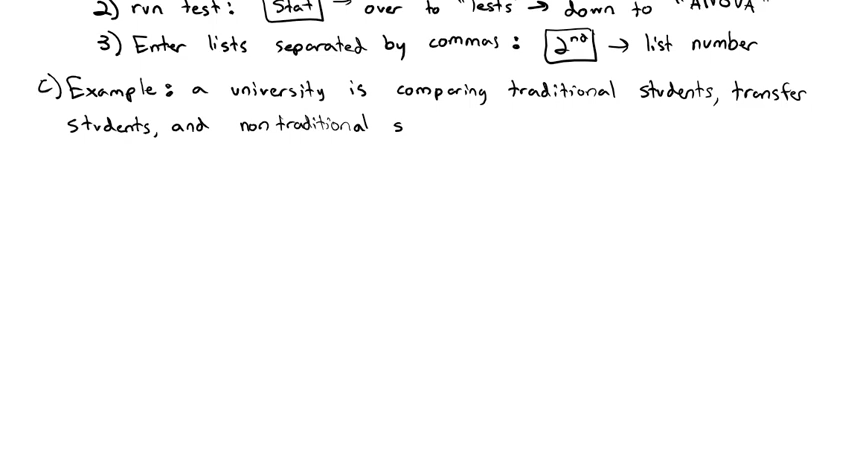 2) run test: Stat → over to "Tests → down to "ANOVA"
3) Enter lists separated by commas: 2nd → list number
c) Example: a university is comparing traditional students, transfer
students, and nontraditional s